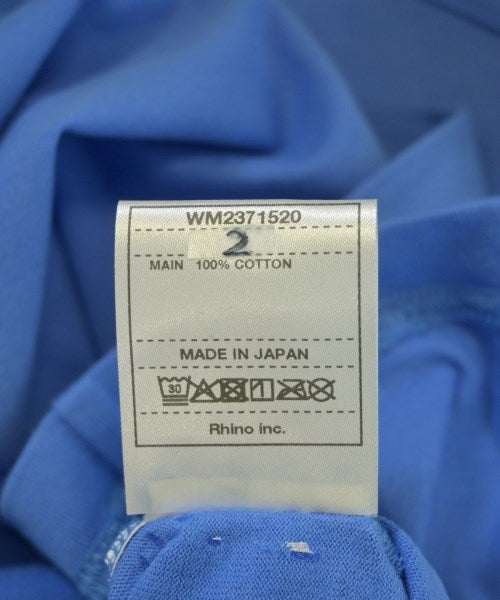 WM2371520
2
MAIN 100% COTTON
MADE IN JAPAN
30
Rhino inc.